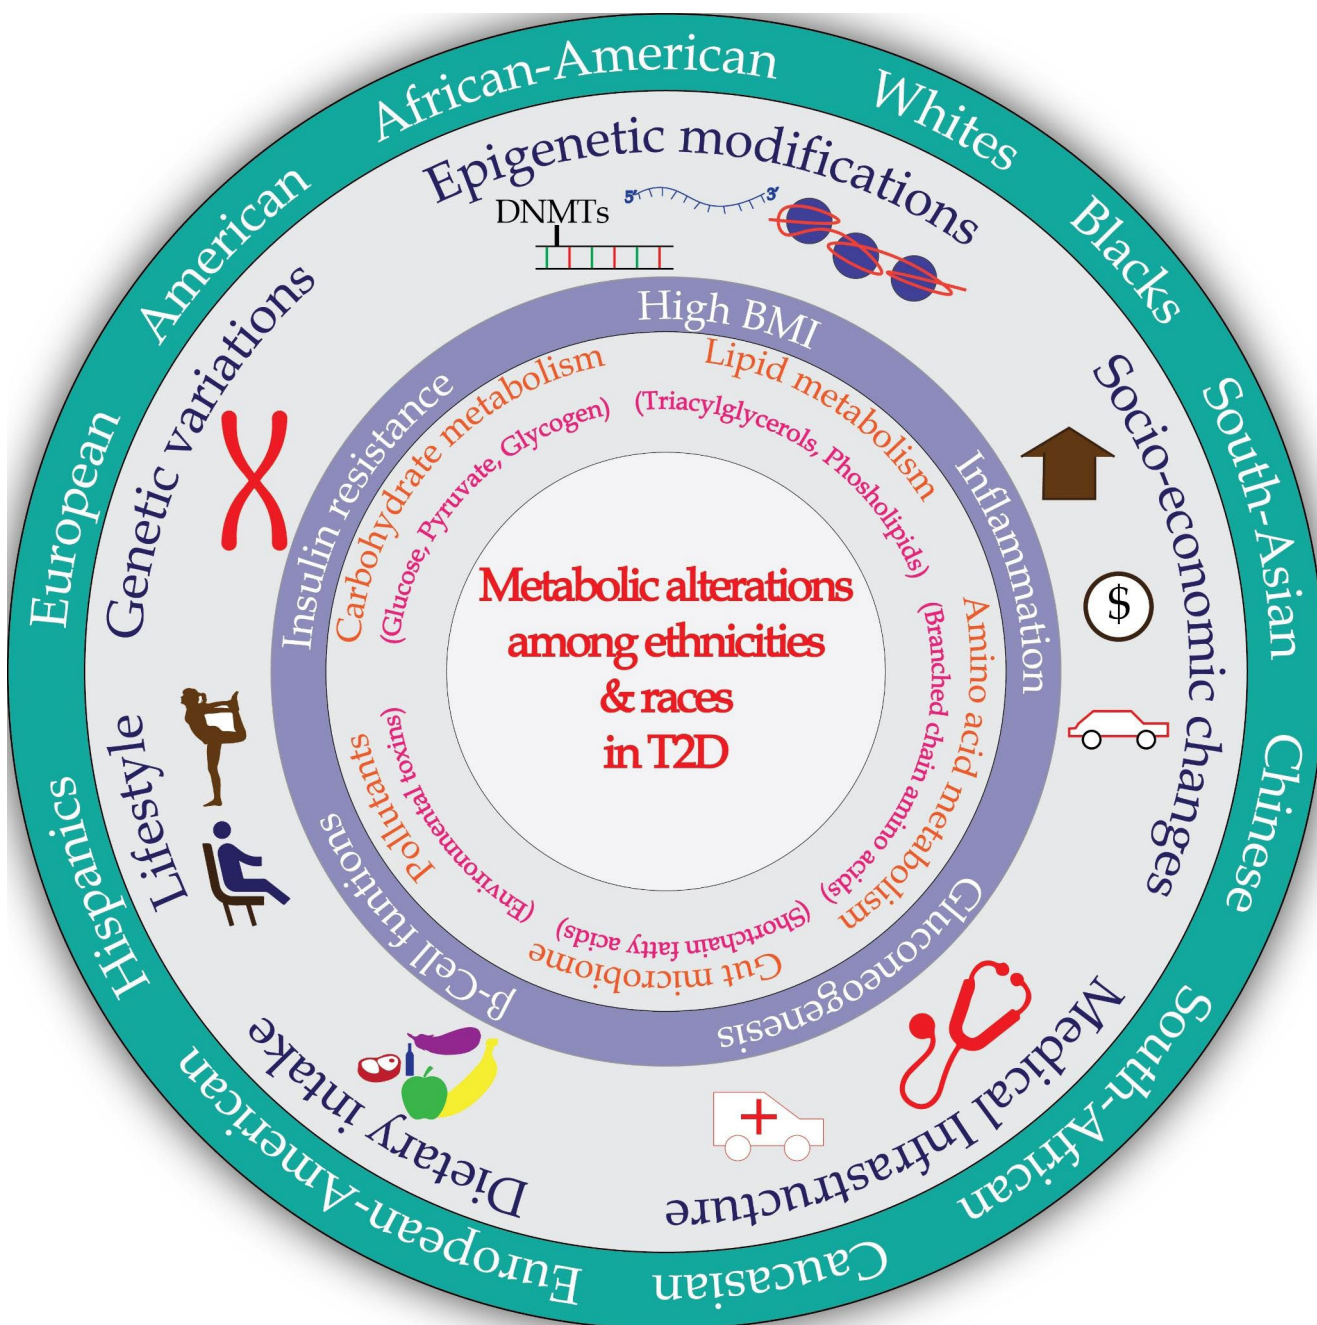 African-American
Whites
Blacks
South-Asian
Chinese
South-African
Caucasian
European-American
Hispanics
European
American
Epigenetic modifications
DNMTs
5'
3'
Socio-economic changes
$
Medical Infrastructure
Dietary intake
Lifestyle
Genetic variations
High BMI
Inflammation
Gluconeogenesis
β-Cell funtions
Insulin resistance
Carbohydrate metabolism
(Glucose, Pyruvate, Glycogen)
Lipid metabolism
(Triacylglycerols, Phosholipids)
Amino acid metabolism
(Branched chain amino acids)
Gut microbiome
(Shortchain fatty acids)
Pollutants
(Environmental toxins)
Metabolic alterations
among ethnicities
& races
in T2D